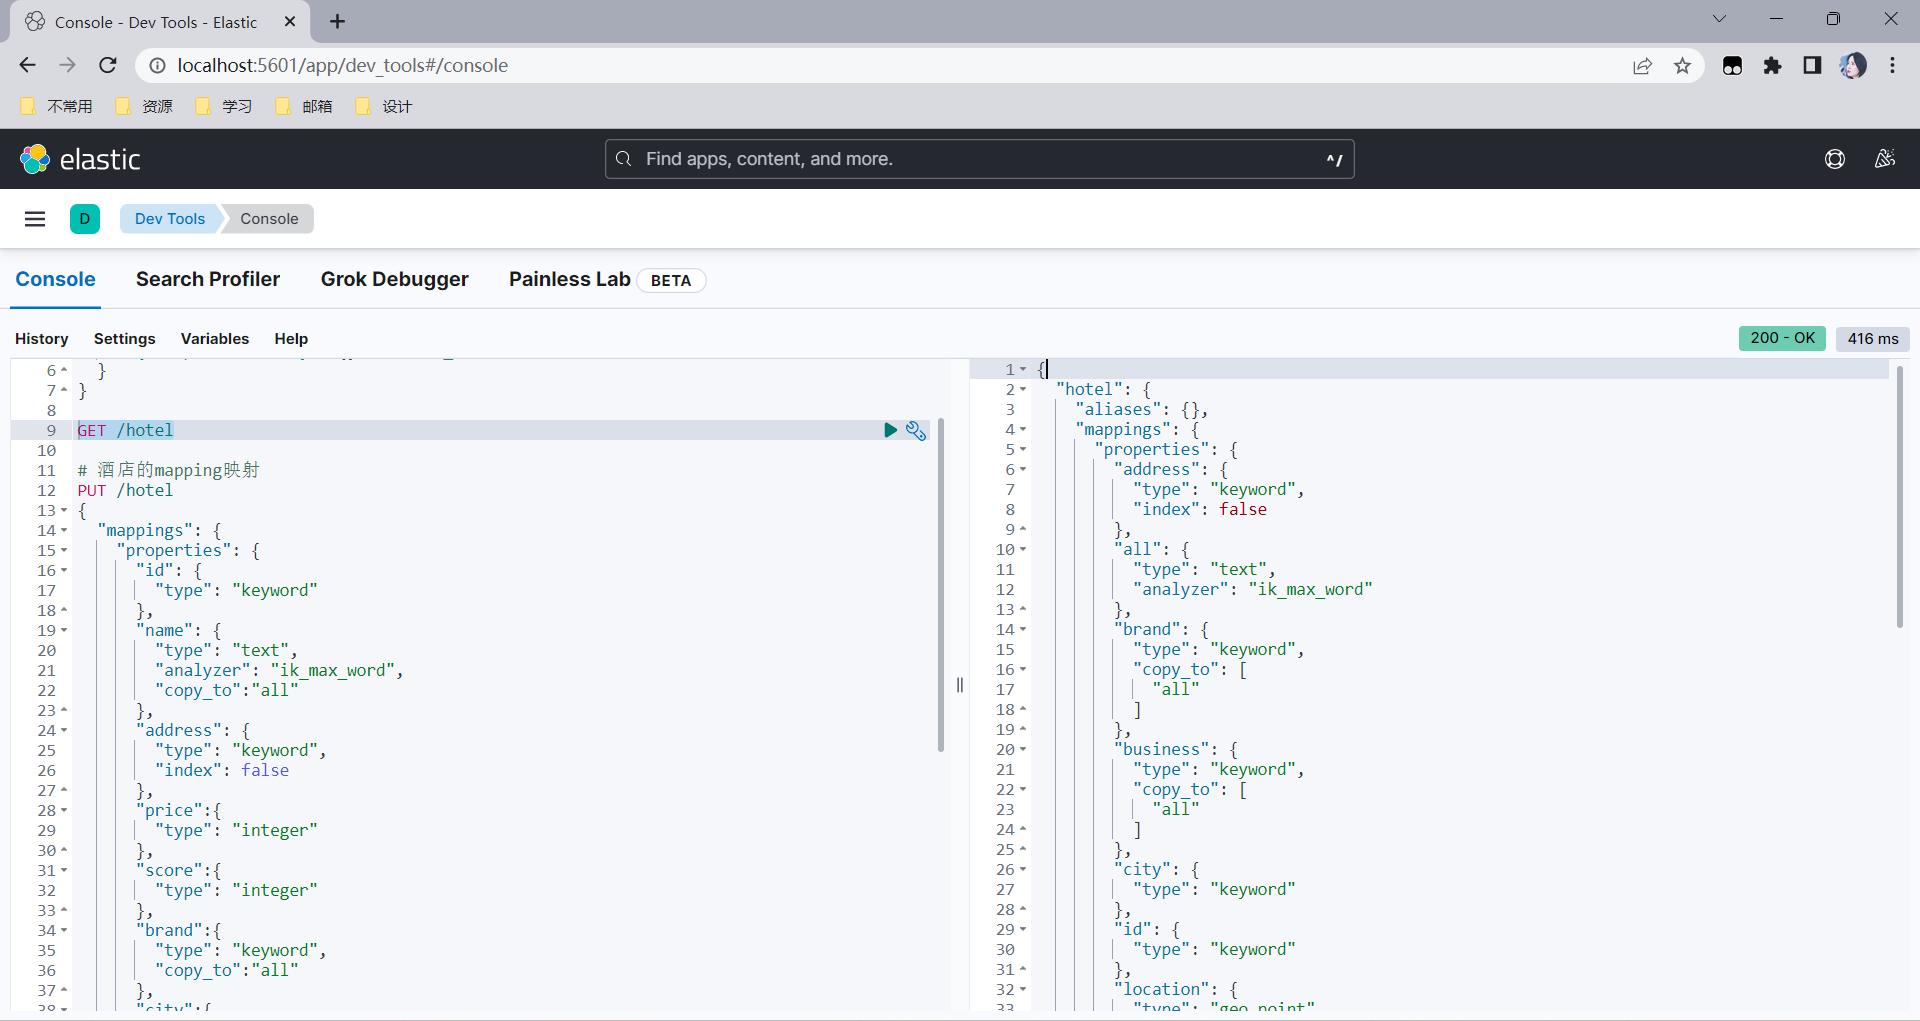 Console - Dev Tools - Elastic
localhost:5601/app/dev_tools#/console
不常用 资源 学习 邮箱 设计
elastic
Find apps, content, and more.
^/
D Dev Tools Console
Console Search Profiler Grok Debugger Painless Lab BETA
History Settings Variables Help 200 - OK 416 ms
6 }
7 }
8
9 GET /hotel
10
11 # 酒店的mapping映射
12 PUT /hotel
13 {
14 "mappings": {
15 "properties": {
16 "id": {
17 "type": "keyword"
18 },
19 "name": {
20 "type": "text",
21 "analyzer": "ik_max_word",
22 "copy_to":"all"
23 },
24 "address": {
25 "type": "keyword",
26 "index": false
27 },
28 "price":{
29 "type": "integer"
30 },
31 "score":{
32 "type": "integer"
33 },
34 "brand":{
35 "type": "keyword",
36 "copy_to":"all"
37 },
38 "city":{
1 {
2 "hotel": {
3 "aliases": {},
4 "mappings": {
5 "properties": {
6 "address": {
7 "type": "keyword",
8 "index": false
9 },
10 "all": {
11 "type": "text",
12 "analyzer": "ik_max_word"
13 },
14 "brand": {
15 "type": "keyword",
16 "copy_to": [
17 "all"
18 ]
19 },
20 "business": {
21 "type": "keyword",
22 "copy_to": [
23 "all"
24 ]
25 },
26 "city": {
27 "type": "keyword"
28 },
29 "id": {
30 "type": "keyword"
31 },
32 "location": {
33 "type": "geo_point"